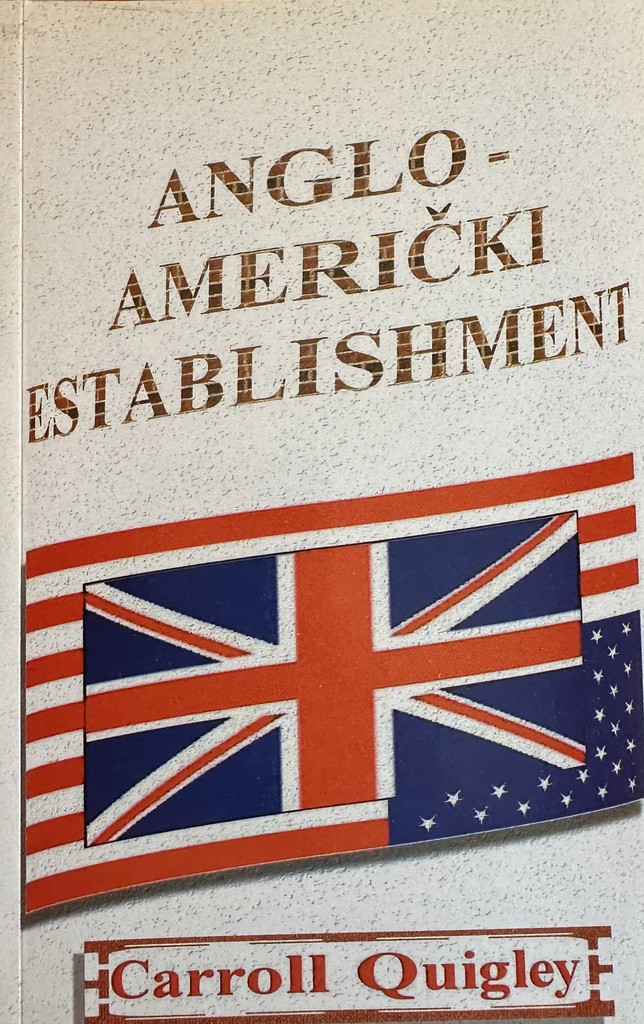 ANGLO -
AMERIČKI
ESTABLISHMENT
Carroll Quigley